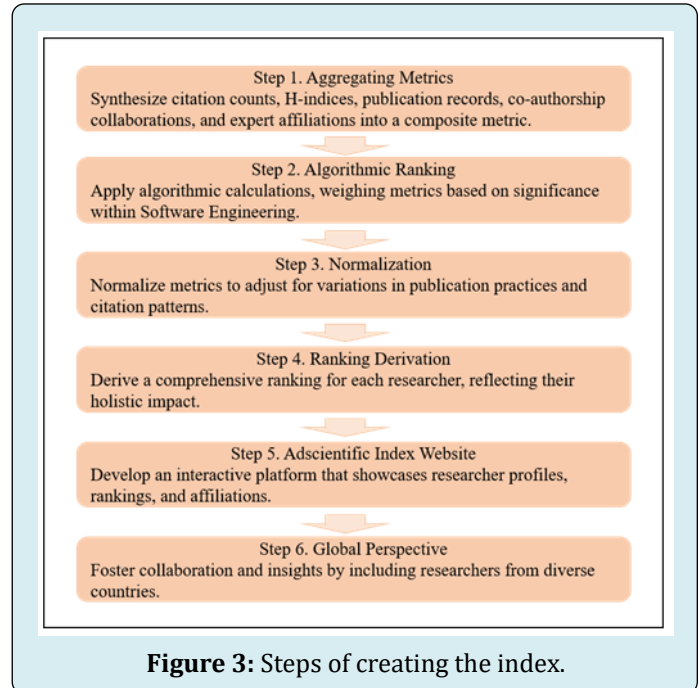 Step 1. Aggregating Metrics
Synthesize citation counts, H-indices, publication records, co-authorship
collaborations, and expert affiliations into a composite metric.
Step 2. Algorithmic Ranking
Apply algorithmic calculations, weighing metrics based on significance
within Software Engineering.
Step 3. Normalization
Normalize metrics to adjust for variations in publication practices and
citation patterns.
Step 4. Ranking Derivation
Derive a comprehensive ranking for each researcher, reflecting their
holistic impact.
Step 5. Adscientific Index Website
Develop an interactive platform that showcases researcher profiles,
rankings, and affiliations.
Step 6. Global Perspective
Foster collaboration and insights by including researchers from diverse
countries.
Figure 3: Steps of creating the index.